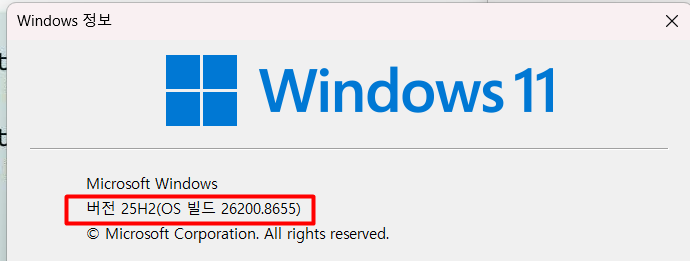 Windows 정보
Windows 11
Microsoft Windows
버전 25H2(OS 빌드 26200.8655)
© Microsoft Corporation. All rights reserved.